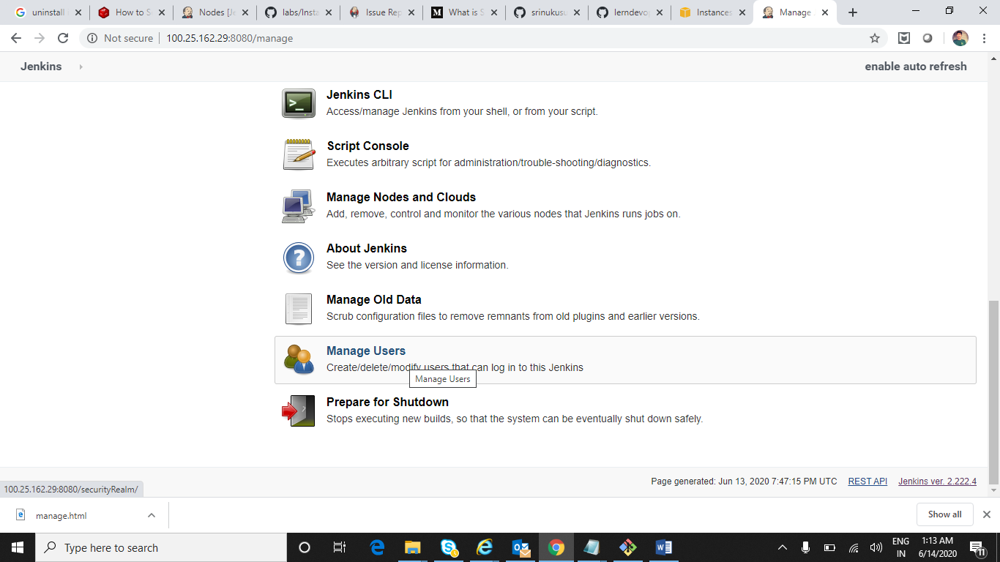 uninstall
How to S
Nodes [Je
labs/Insta
Issue Rep
M
What is S
srinukusu
lerndevop
Instances
Manage
Not secure
100.25.162.29:8080/manage
Jenkins
enable auto refresh
Jenkins CLI
Access/manage Jenkins from your shell, or from your script.
Script Console
Executes arbitrary script for administration/trouble-shooting/diagnostics.
Manage Nodes and Clouds
Add, remove, control and monitor the various nodes that Jenkins runs jobs on.
About Jenkins
See the version and license information.
Manage Old Data
Scrub configuration files to remove remnants from old plugins and earlier versions.
Manage Users
Create/delete/modify users that can log in to this Jenkins
Manage Users
Prepare for Shutdown
Stops executing new builds, so that the system can be eventually shut down safely.
Page generated: Jun 13, 2020 7:47:15 PM UTC REST API Jenkins ver. 2.222.4
100.25.162.29:8080/securityRealm/
manage.html
Show all
Type here to search
ENG
IN
1:13 AM
6/14/2020
11